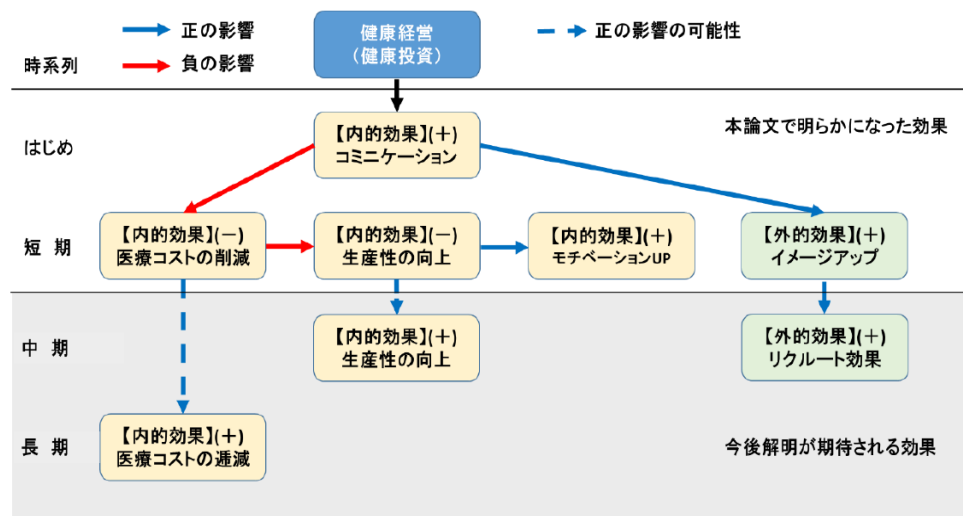 正の影響
負の影響
時系列
健康経営
(健康投資)
正の影響の可能性
はじめ
【内的効果】(+)
コミニケーション
本論文で明らかになった効果
短 期
【内的効果】(−)
医療コストの削減
【内的効果】(−)
生産性の向上
【内的効果】(+)
モチベーションUP
【外的効果】(+)
イメージアップ
中 期
【内的効果】(+)
生産性の向上
【外的効果】(+)
リクルート効果
長 期
【内的効果】(+)
医療コストの逓減
今後解明が期待される効果